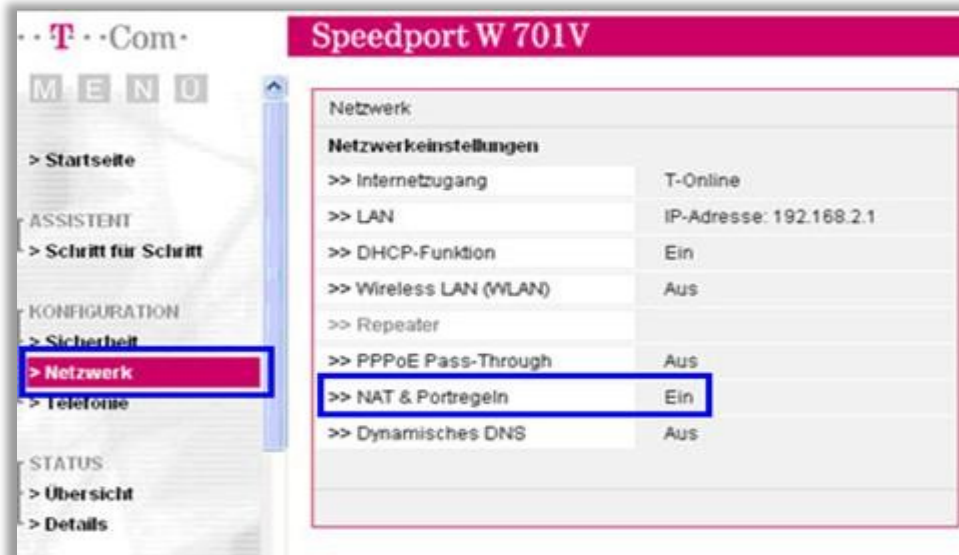 ··T··Com·
Speedport W 701V
MENÜ
> Startseite
ASSISTENT
> Schritt für Schritt
KONFIGURATION
> Sicherheit
> Netzwerk
> Telefonie
STATUS
> Übersicht
> Details
Netzwerk
Netzwerkeinstellungen
>> Internetzugang T-Online
>> LAN IP-Adresse: 192.168.2.1
>> DHCP-Funktion Ein
>> Wireless LAN (WLAN) Aus
>> Repeater
>> PPPoE Pass-Through Aus
>> NAT & Portregeln Ein
>> Dynamisches DNS Aus